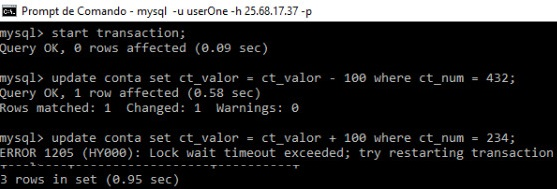 Prompt de Comando - mysql -u userOne -h 25.68.17.37 -p
mysql> start transaction;
Query OK, 0 rows affected (0.09 sec)
mysql> update conta set ct_valor = ct_valor - 100 where ct_num = 432;
Query OK, 1 row affected (0.58 sec)
Rows matched: 1  Changed: 1  Warnings: 0
mysql> update conta set ct_valor = ct_valor + 100 where ct_num = 234;
ERROR 1205 (HY000): Lock wait timeout exceeded; try restarting transaction
3 rows in set (0.95 sec)